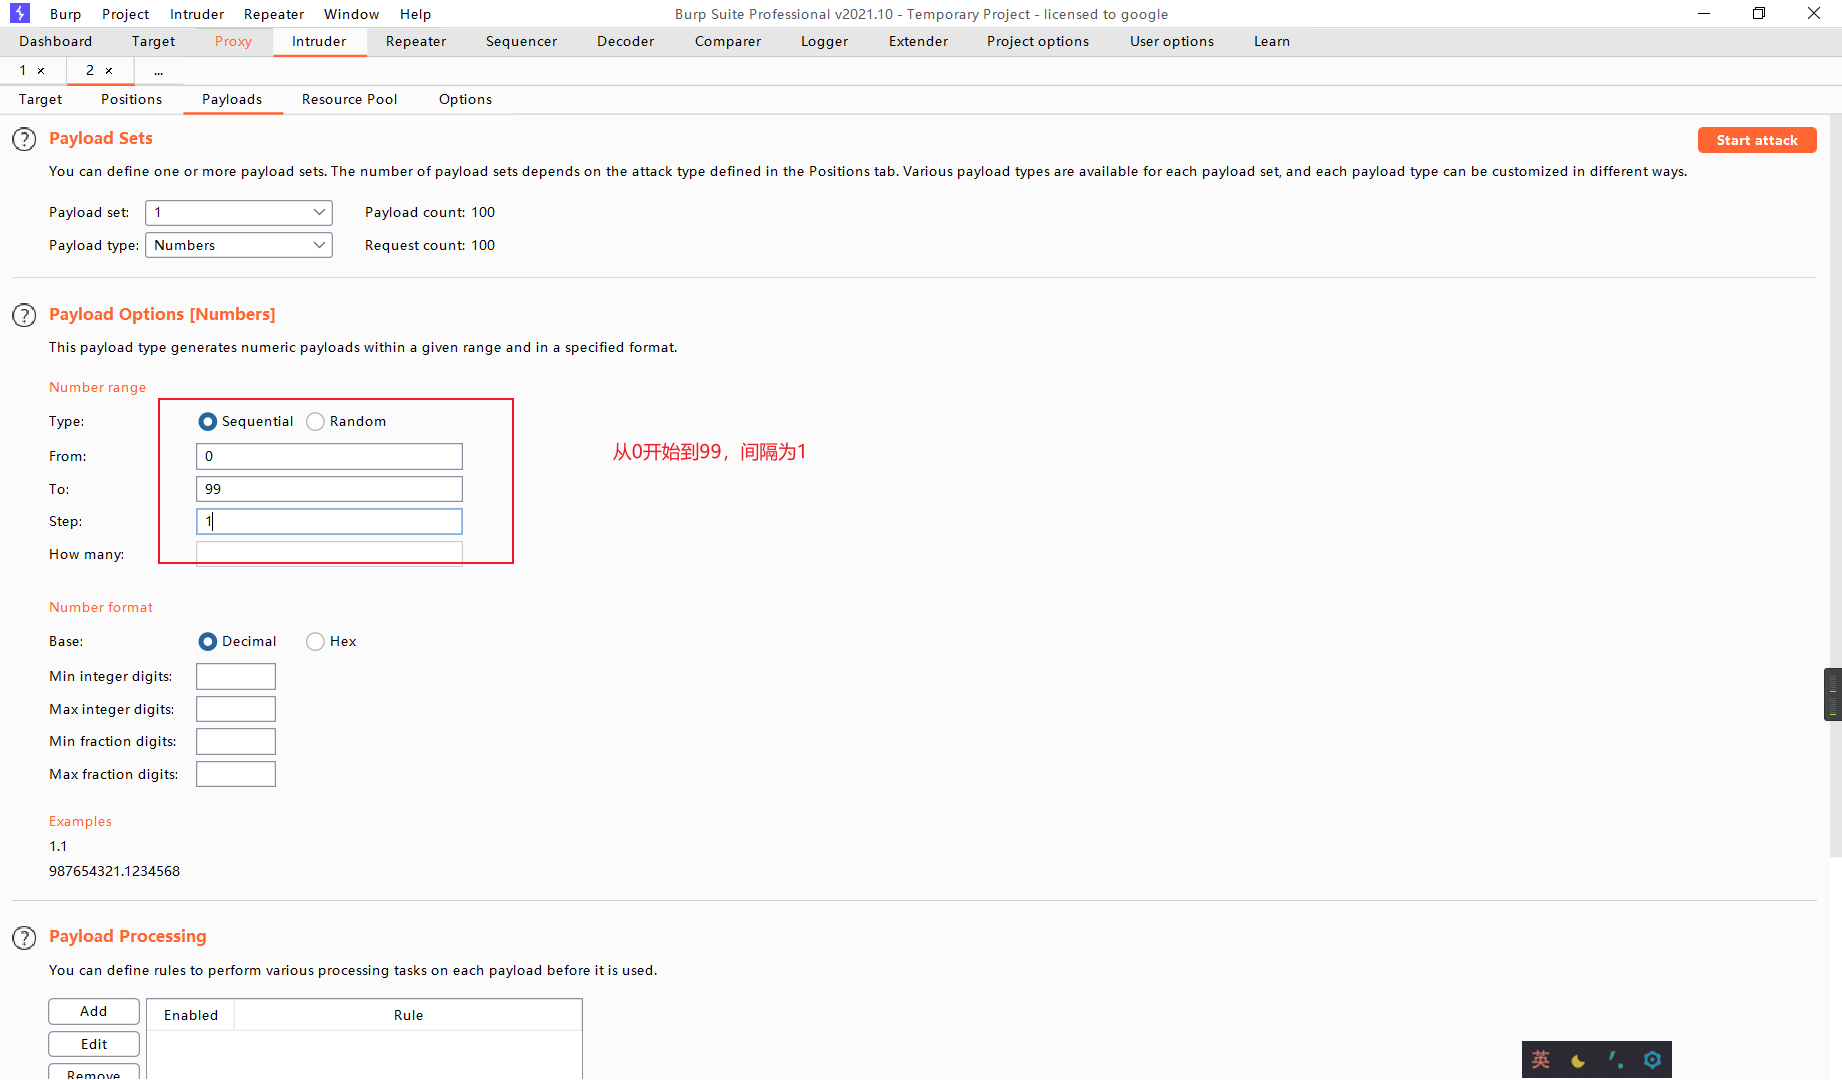 Burp Project Intruder Repeater Window Help
Burp Suite Professional v2021.10 - Temporary Project - licensed to google
Dashboard Target Proxy Intruder Repeater Sequencer Decoder Comparer Logger Extender Project options User options Learn
1 × 2 × ...
Target Positions Payloads Resource Pool Options
? Payload Sets
Start attack
You can define one or more payload sets. The number of payload sets depends on the attack type defined in the Positions tab. Various payload types are available for each payload set, and each payload type can be customized in different ways.
Payload set: 1 Payload count: 100
Payload type: Numbers Request count: 100
? Payload Options [Numbers]
This payload type generates numeric payloads within a given range and in a specified format.
Number range
Type: Sequential Random
From: 0
从0开始到99，间隔为1
To: 99
Step: 1
How many:
Number format
Base: Decimal Hex
Min integer digits:
Max integer digits:
Min fraction digits:
Max fraction digits:
Examples
1.1
987654321.1234568
? Payload Processing
You can define rules to perform various processing tasks on each payload before it is used.
Add Enabled Rule
Edit
Remove
英